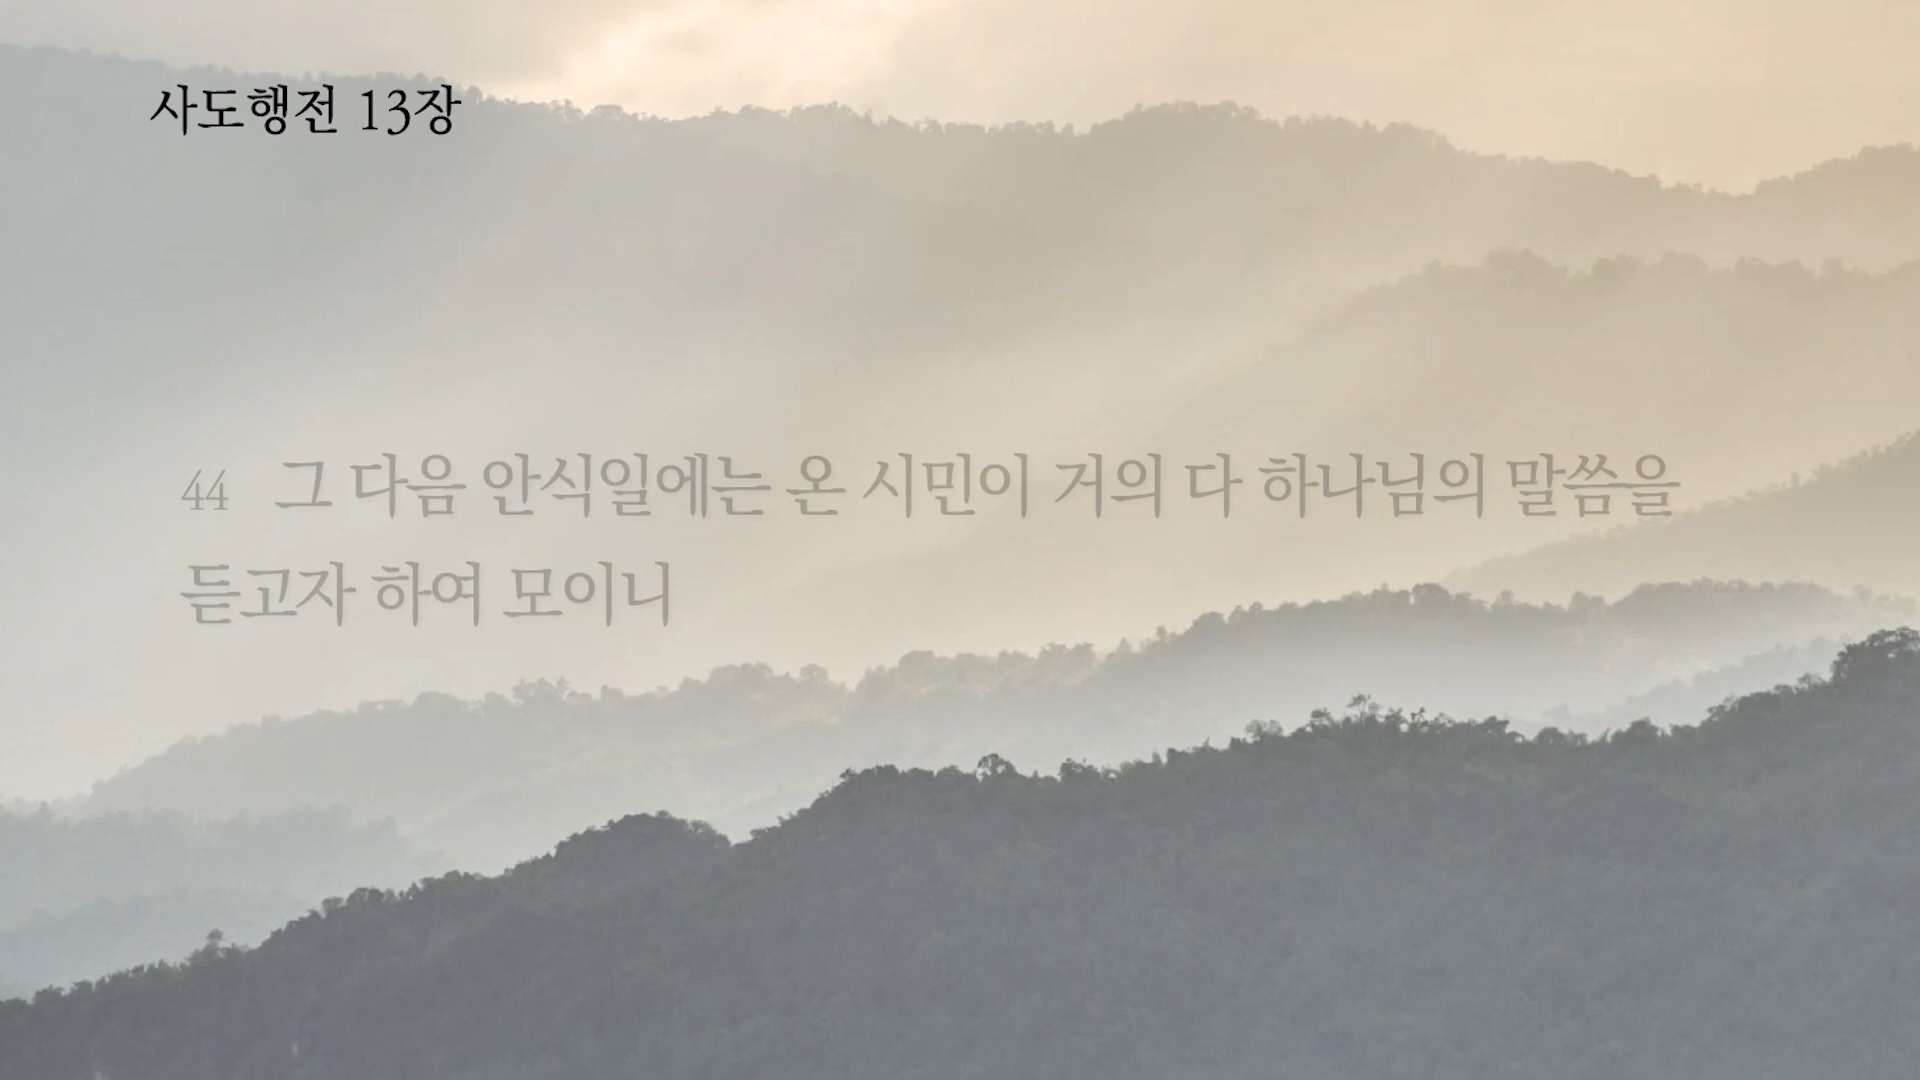 사도행전 13장
44 그 다음 안식일에는 온 시민이 거의 다 하나님의 말씀을
듣고자 하여 모이니